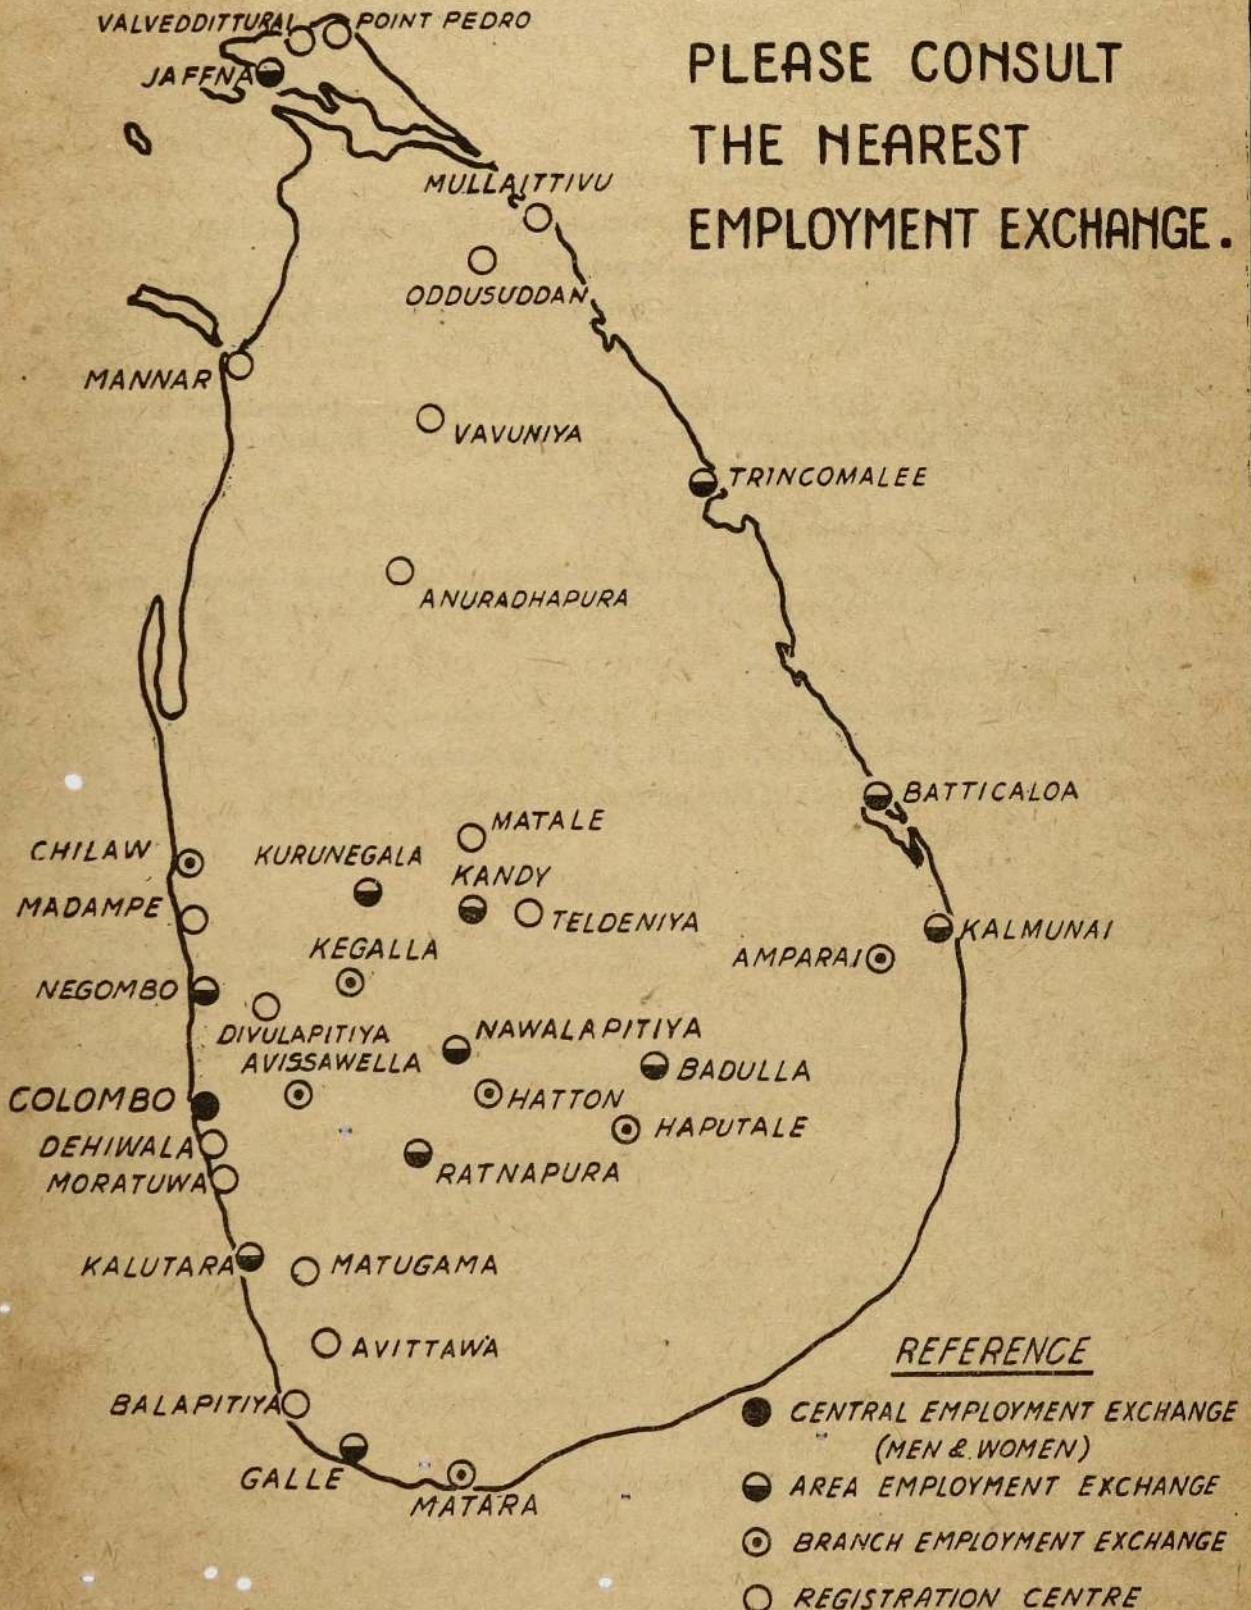 VALVEDDITTURAI
POINT PEDRO
PLEASE CONSULT
JAFFNA
THE NEAREST
MULLAITTIVU
EMPLOYMENT EXCHANGE.
ODDUSUDDAN
MANNAR
VAVUNIYA
TRINCOMALEE
ANURADHAPURA
BATTICALOA
MATALE
CHILAW
KURUNEGALA
KANDY
MADAMPE
TELDENIYA
KALMUNAI
KEGALLA
AMPARAI
NEGOMBO
DIVULAPITIYA
NAWALAPITIYA
AVISSAWELLA
BADULLA
COLOMBO
HATTON
HAPUTALE
DEHIWALA
RATNAPURA
MORATUWA
KALUTARA
MATUGAMA
AVITTAWA
BALAPITIYA
GALLE
MATARA
REFERENCE
CENTRAL EMPLOYMENT EXCHANGE
(MEN & WOMEN)
AREA EMPLOYMENT EXCHANGE
BRANCH EMPLOYMENT EXCHANGE
REGISTRATION CENTRE